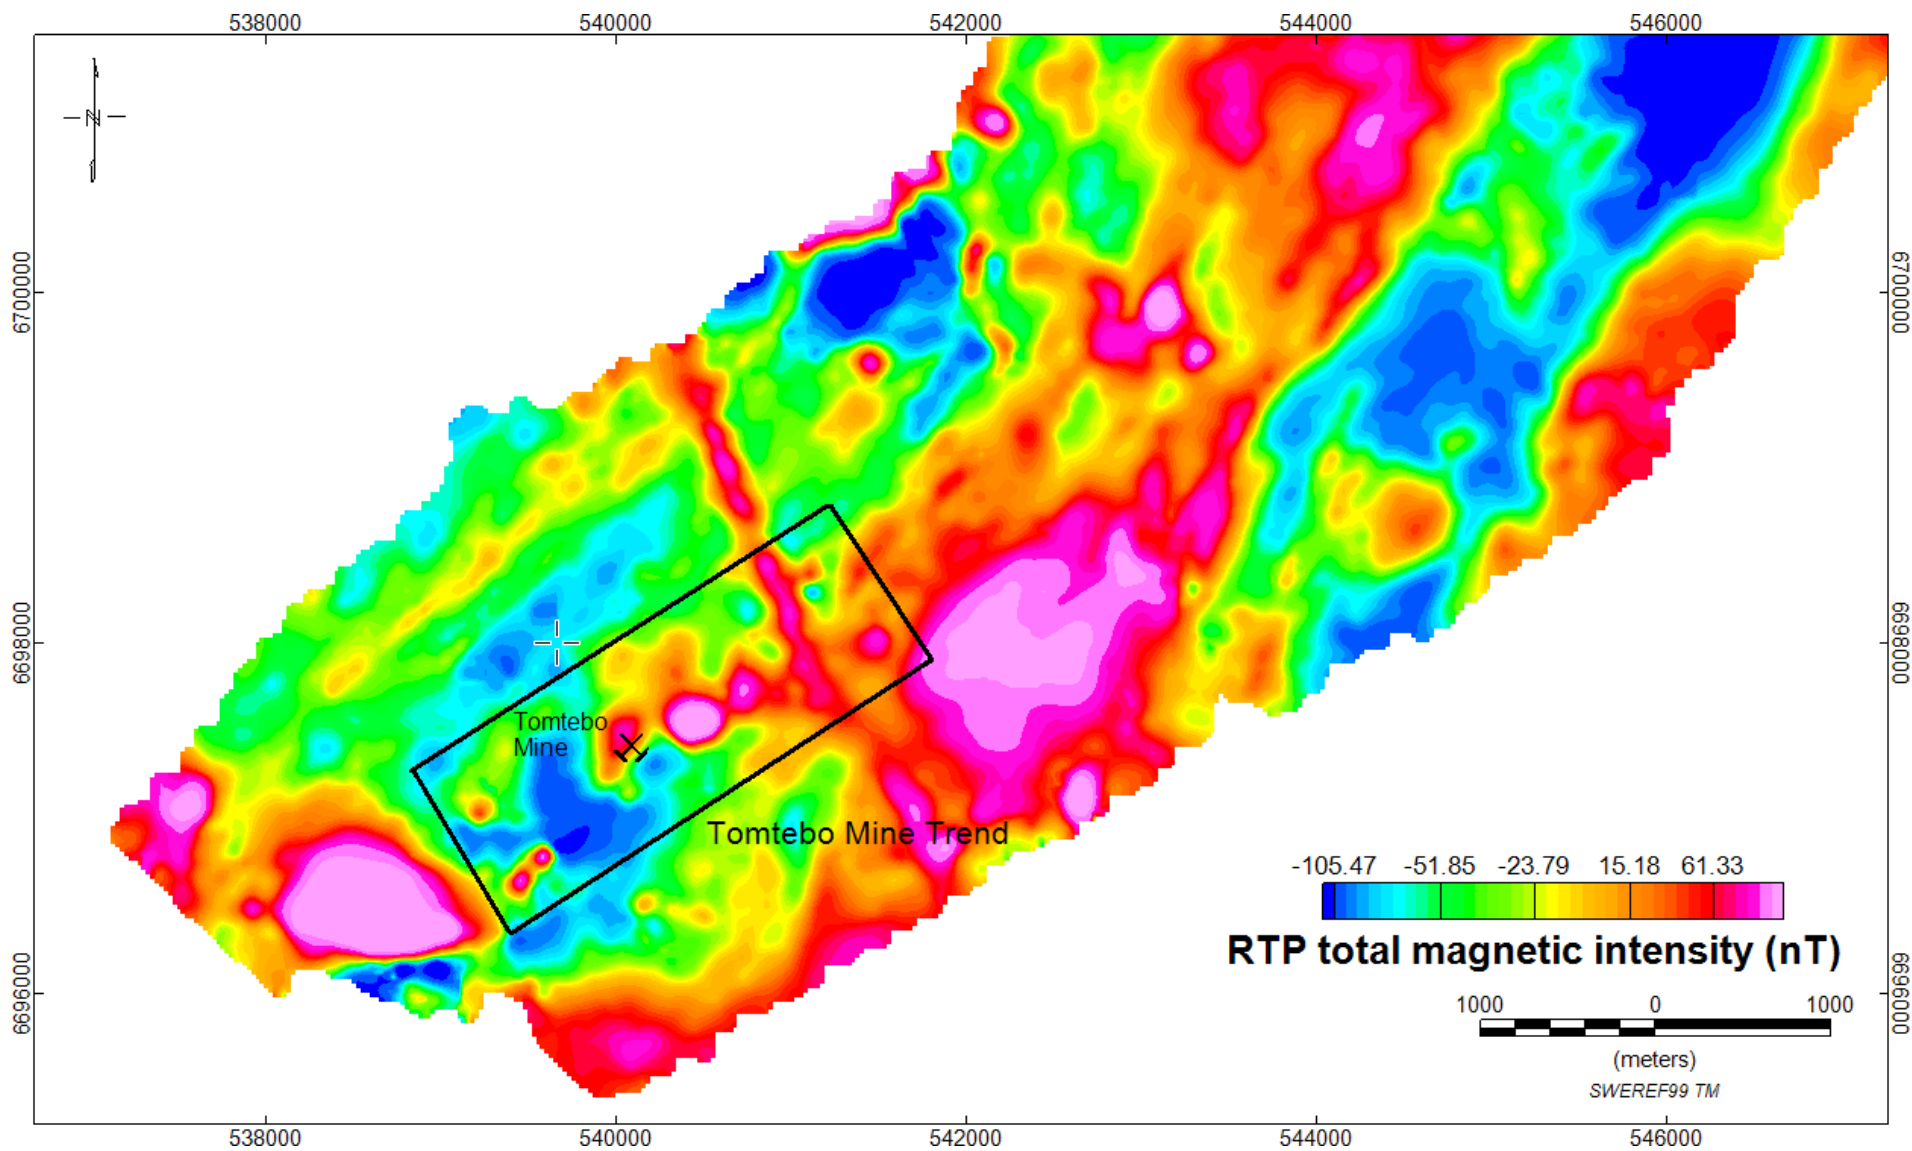 538000 540000 542000 544000 546000
N
6700000 6700000
6698000 6698000
Tomtebo
Mine
Tomtebo Mine Trend
-105.47 -51.85 -23.79 15.18 61.33
RTP total magnetic intensity (nT)
6696000 6696000
1000 0 1000
(meters)
SWEREF99 TM
538000 540000 542000 544000 546000